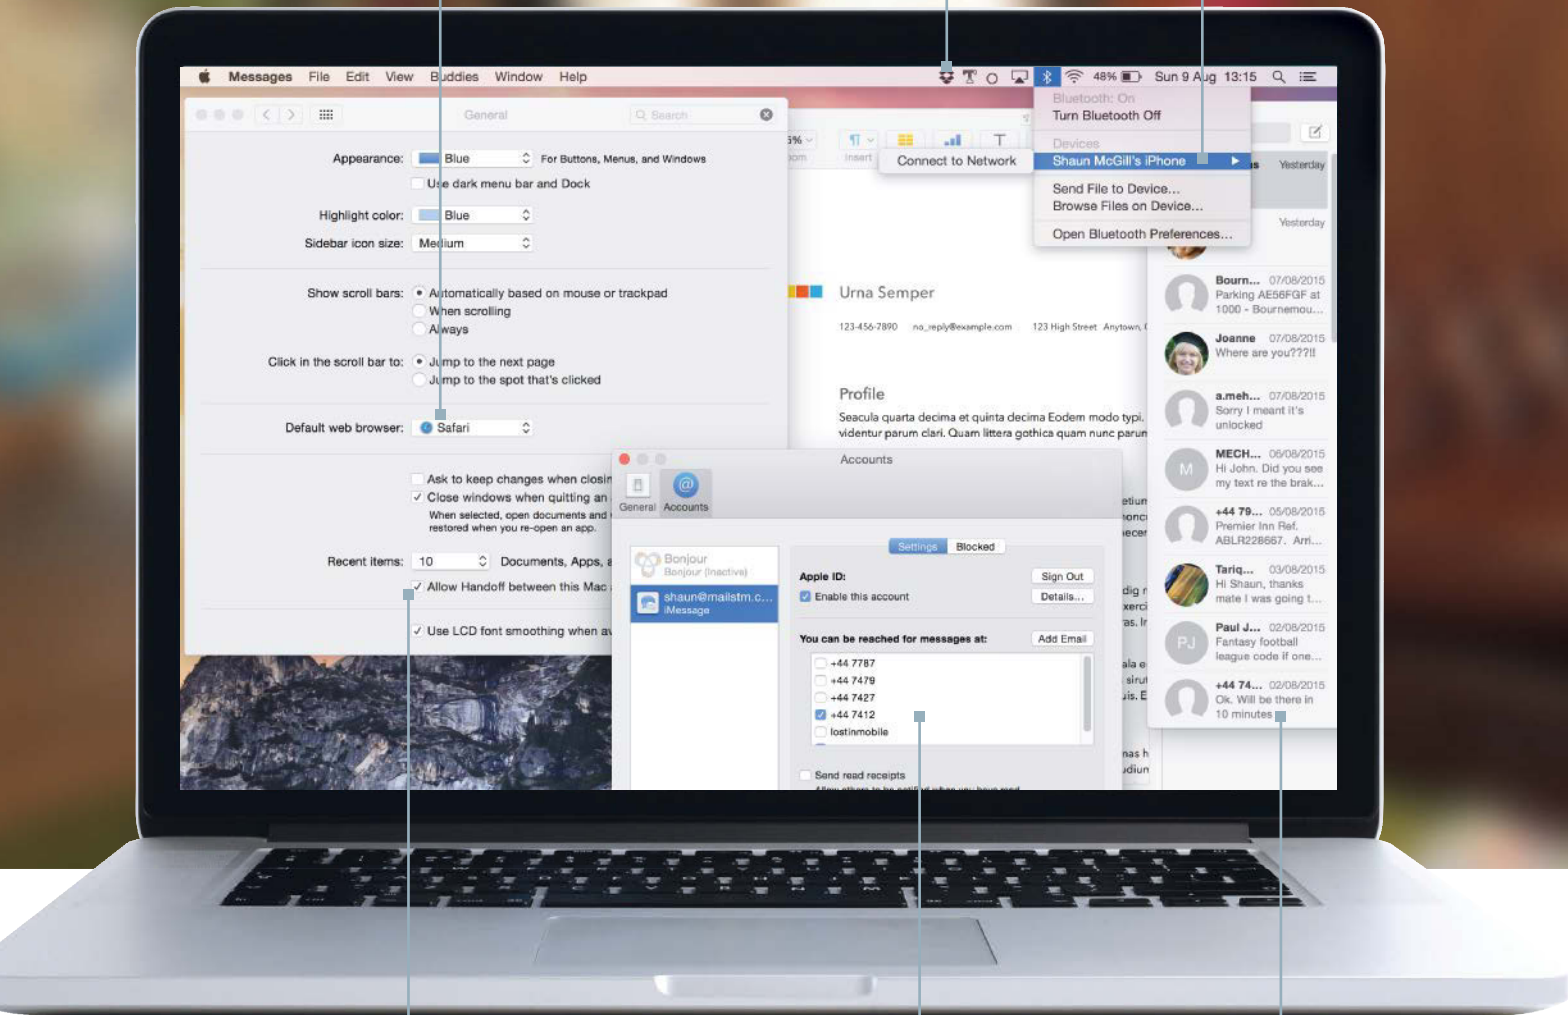 Messages File Edit View Buddies Window Help 48% Sun 9 Aug 13:15
General Search
Appearance: Blue For Buttons, Menus, and Windows
Use dark menu bar and Dock
Highlight color: Blue
Sidebar icon size: Medium
Show scroll bars: Automatically based on mouse or trackpad
When scrolling
Always
Click in the scroll bar to: Jump to the next page
Jump to the spot that's clicked
Default web browser: Safari
Ask to keep changes when closin
Close windows when quitting an
When selected, open documents and
restored when you re-open an app.
Recent items: 10 Documents, Apps, a
Allow Handoff between this Mac
Use LCD font smoothing when av
Bluetooth: On
Turn Bluetooth Off
Devices
Shaun McGill's iPhone
Connect to Network
Send File to Device...
Browse Files on Device...
Open Bluetooth Preferences...
5%
Insert T
Urna Semper
123-456-7890 no_reply@example.com 123 High Street Anytown,
Profile
Seacula quarta decima et quinta decima Eodem modo typi.
videntur parum clari. Quam littera gothica quam nunc parum
Accounts
General Accounts
Bonjour
Bonjour (Inactive)
shaun@mailstm.c...
iMessage
Settings Blocked
Apple ID: Sign Out
Enable this account Details...
You can be reached for messages at: Add Email
+44 7787
+44 7479
+44 7427
+44 7412
lostinmobile
Send read receipts
Yesterday
Yesterday
Bourn... 07/08/2015
Parking AE56FGF at
1000 - Bournemou...
Joanne 07/08/2015
Where are you???!!
a.meh... 07/08/2015
Sorry I meant it's
unlocked
M
MECH... 06/08/2015
Hi John. Did you see
my text re the brak...
+44 79... 05/08/2015
Premier Inn Ref.
ABLR228667. Arri...
Tariq... 03/08/2015
Hi Shaun, thanks
mate I was going t...
PJ
Paul J... 02/08/2015
Fantasy football
league code if one...
+44 74... 02/08/2015
Ok. Will be there in
10 minutes